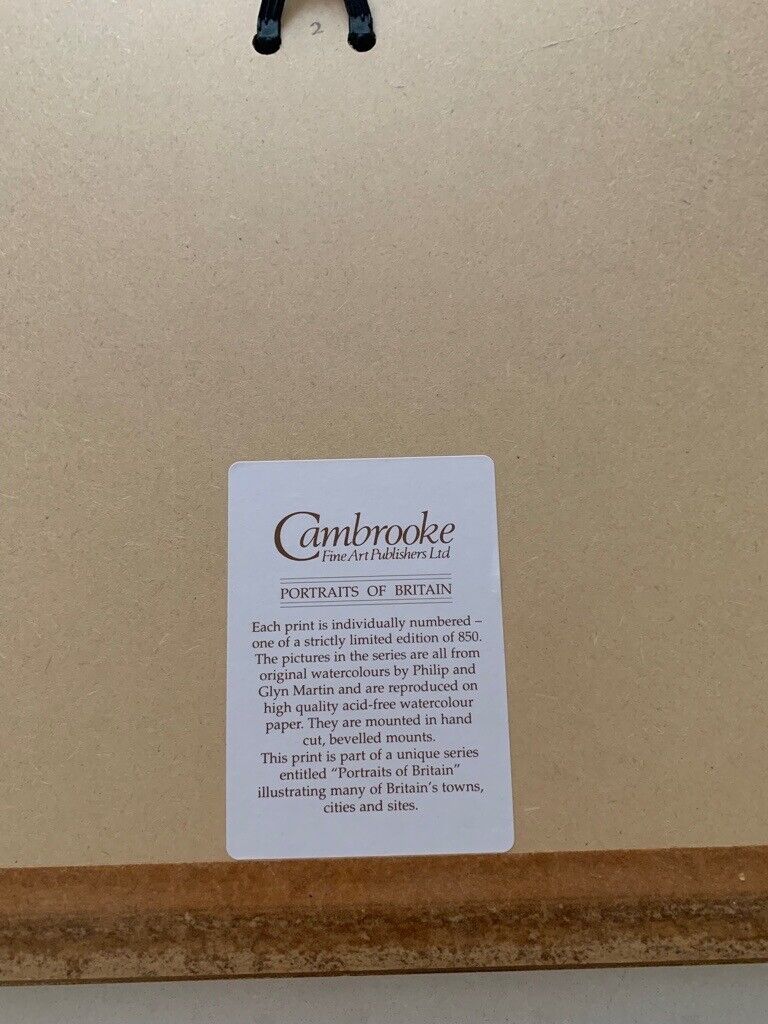 2
Cambrooke
Fine Art Publishers Ltd
PORTRAITS OF BRITAIN
Each print is individually numbered –
one of a strictly limited edition of 850.
The pictures in the series are all from
original watercolours by Philip and
Glyn Martin and are reproduced on
high quality acid-free watercolour
paper. They are mounted in hand
cut, bevelled mounts.
This print is part of a unique series
entitled “Portraits of Britain”
illustrating many of Britain’s towns,
cities and sites.